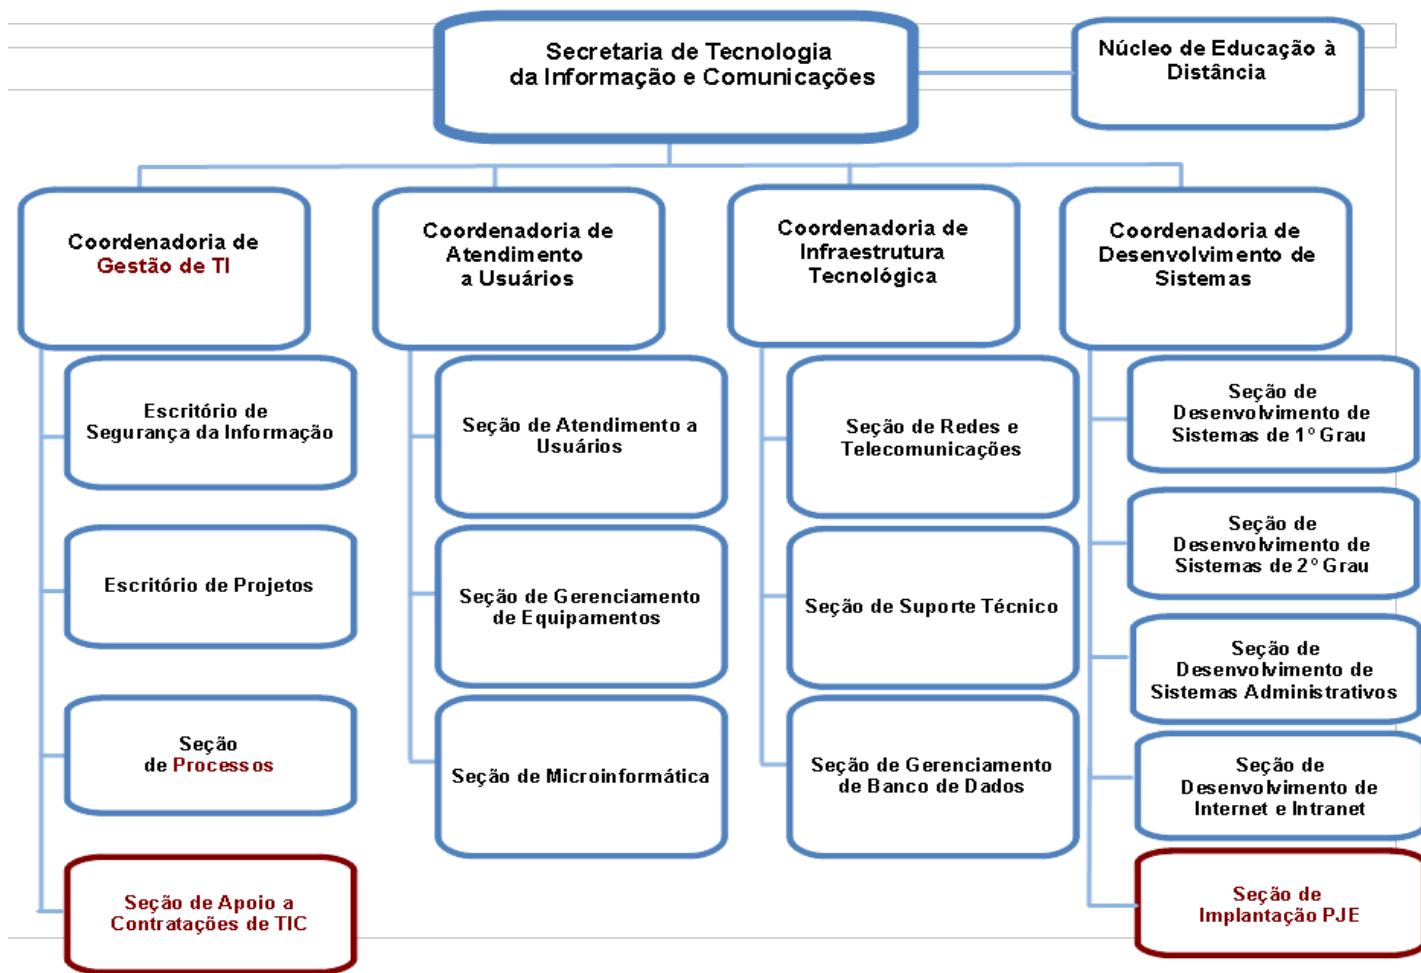 Secretaria de Tecnologia
da Informação e Comunicações
Núcleo de Educação à
Distância
Coordenadoria de
Gestão de TI
Coordenadoria de
Atendimento
a Usuários
Coordenadoria de
Infraestrutura
Tecnológica
Coordenadoria de
Desenvolvimento de
Sistemas
Escritório de
Segurança da Informação
Escritório de Projetos
Seção
de Processos
Seção de Apoio a
Contratações de TIC
Seção de Atendimento a
Usuários
Seção de Gerenciamento
de Equipamentos
Seção de Microinformática
Seção de Redes e
Telecomunicações
Seção de Suporte Técnico
Seção de Gerenciamento
de Banco de Dados
Seção de
Desenvolvimento de
Sistemas de 1º Grau
Seção de
Desenvolvimento de
Sistemas de 2º Grau
Seção de
Desenvolvimento de
Sistemas Administrativos
Seção de
Desenvolvimento de
Internet e Intranet
Seção de
Implantação PJE